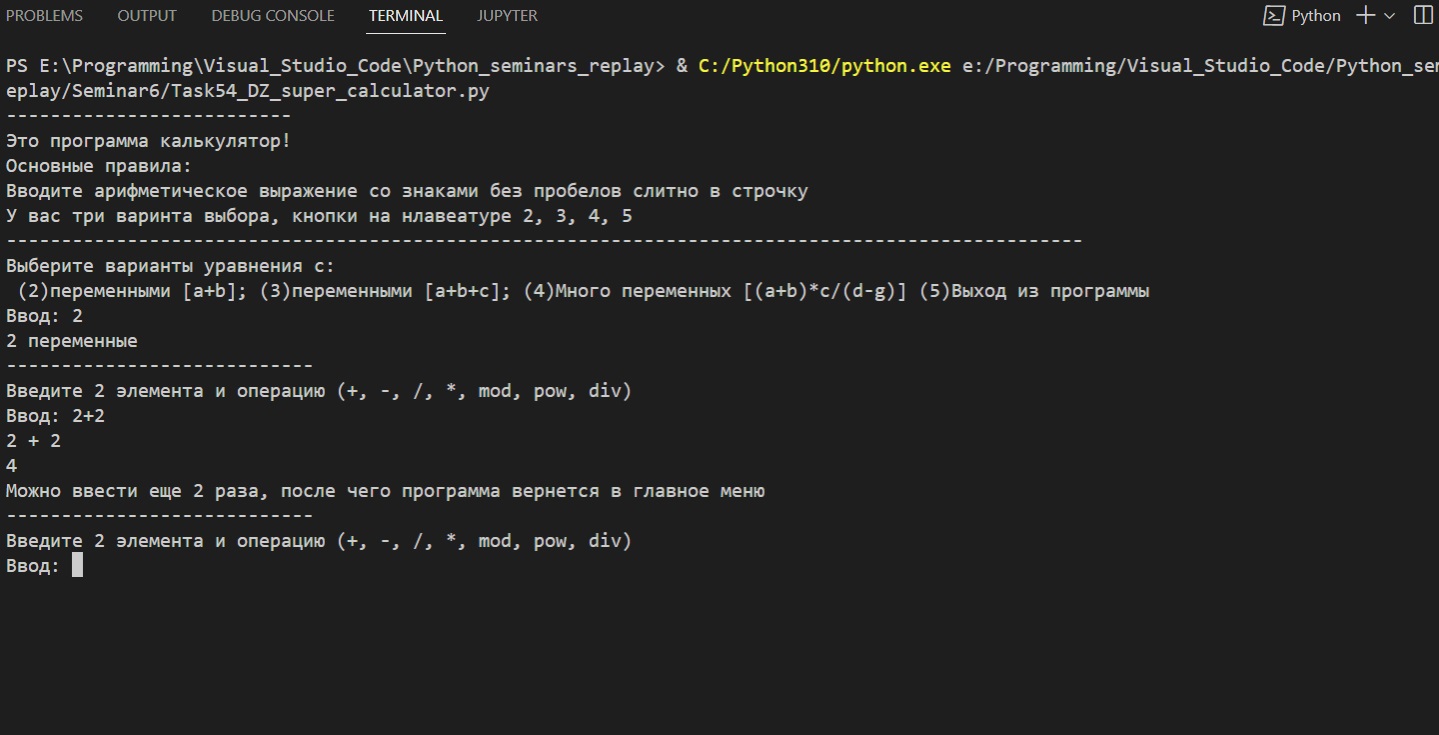 PROBLEMS OUTPUT DEBUG CONSOLE TERMINAL JUPYTER Python
PS E:\Programming\Visual_Studio_Code\Python_seminars_replay> & C:/Python310/python.exe e:/Programming/Visual_Studio_Code/Python_sem
eplay/Seminar6/Task54_DZ_super_calculator.py
--------------------------
Это программа калькулятор!
Основные правила:
Вводите арифметическое выражение со знаками без пробелов слитно в строчку
У вас три варинта выбора, кнопки на нлавеатуре 2, 3, 4, 5
--------------------------------------------------------------------------------------------------
Выберите варианты уравнения с:
(2)переменными [a+b]; (3)переменными [a+b+c]; (4)Много переменных [(a+b)*c/(d-g)] (5)Выход из программы
Ввод: 2
2 переменные
----------------------------
Введите 2 элемента и операцию (+, -, /, *, mod, pow, div)
Ввод: 2+2
2 + 2
4
Можно ввести еще 2 раза, после чего программа вернется в главное меню
----------------------------
Введите 2 элемента и операцию (+, -, /, *, mod, pow, div)
Ввод: